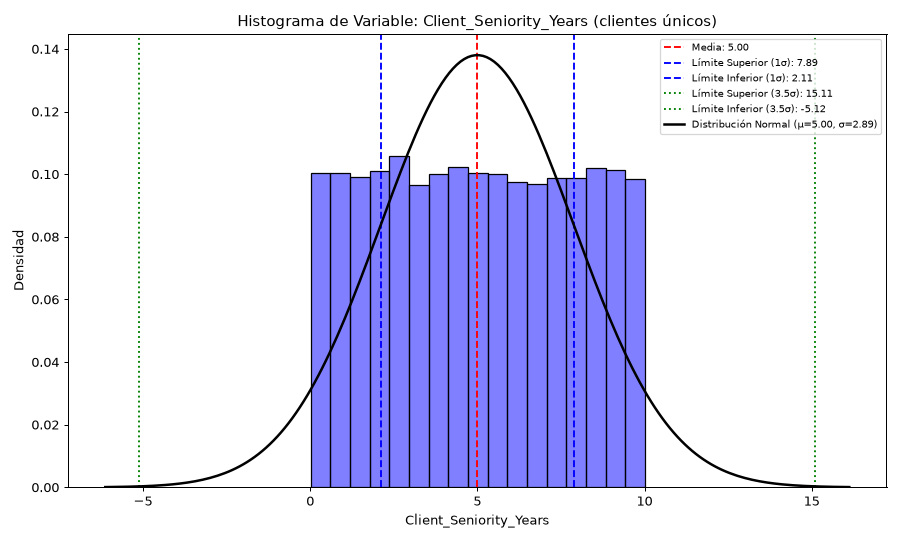 Histograma de Variable: Client_Seniority_Years (clientes únicos)
Media: 5.00
Límite Superior (1σ): 7.89
Límite Inferior (1σ): 2.11
Límite Superior (3.5σ): 15.11
Límite Inferior (3.5σ): -5.12
Distribución Normal (μ=5.00, σ=2.89)
Densidad
0.14
0.12
0.10
0.08
0.06
0.04
0.02
0.00
−5
0
5
10
15
Client_Seniority_Years